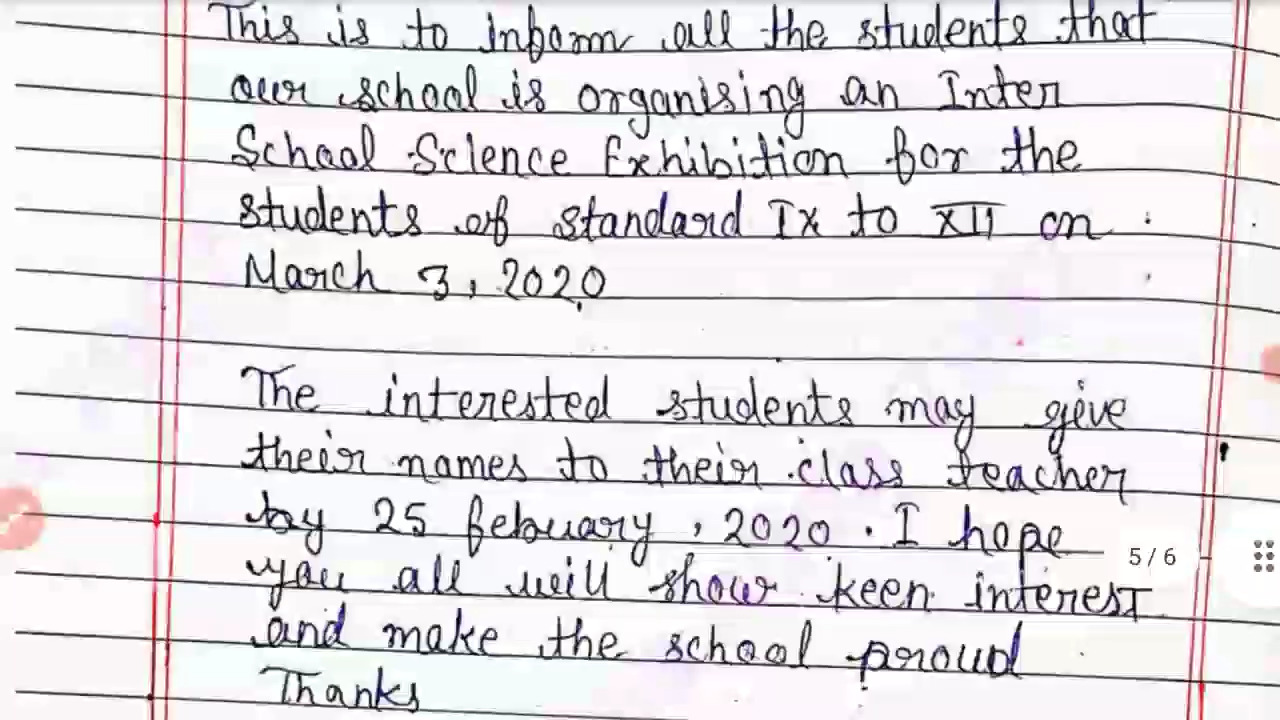 This is to inform all the students that
our school is organising an Inter
School Science Exhibition for the
students of standard IX to XII on
March 3, 2020
The interested students may give
their names to their class teacher
by 25 febuary, 2020. I hope
5/6
you all will show keen interest
and make the school proud
Thanks